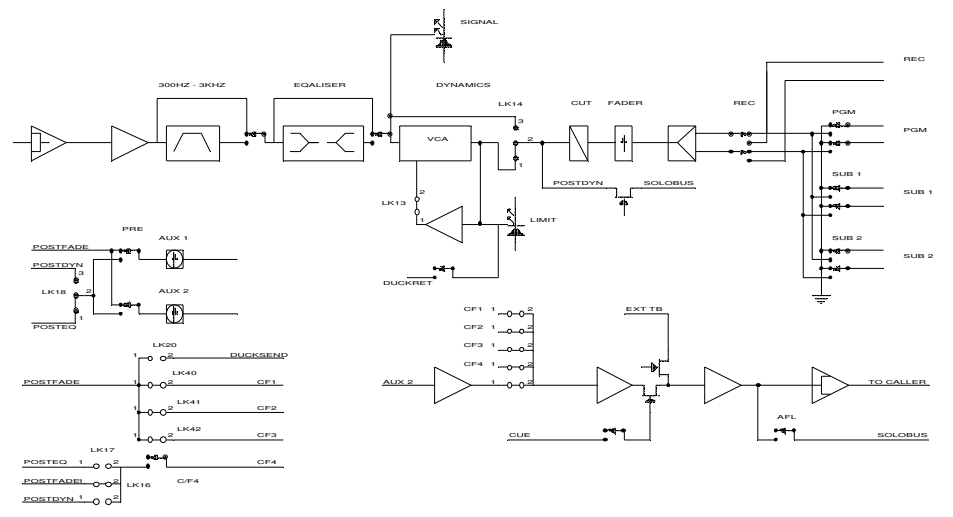 SIGNAL
300HZ - 3KHZ
EQALISER
DYNAMICS
LK14
CUT
FADER
REC
REC
PGM
PGM
3
VCA
2
1
POSTDYN
SOLOBUS
SUB 1
SUB 1
2
LK13
1
LIMIT
PRE
POSTFADE
AUX 1
SUB 2
SUB 2
POSTDYN
3
LK18
2
AUX 2
DUCKRET
1
POSTEQ
CF1 1 2
EXT TB
CF2 1 2
CF3 1 2
CF4 1 2
LK20
1 2 DUCKSEND
LK40
POSTFADE 1 2 CF1
AUX 2
TO CALLER
LK41
1 2 CF2
AFL
LK42
1 2 CF3
CUE
SOLOBUS
LK17
POSTEQ 1 2
CF4
POSTFADE 1 2
LK16
C/F4
POSTDYN 1 2